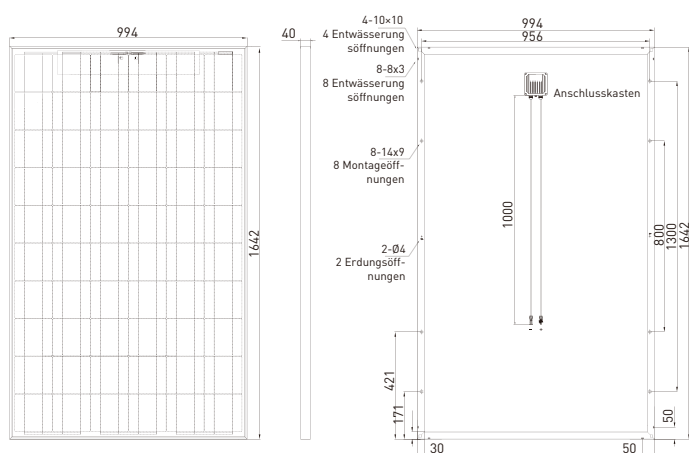 994
1642
40
4-10×10
4 Entwässerung
söffnungen
8-8x3
8 Entwässerung
söffnungen
8-14x9
8 Montageöff-
nungen
2-Ø4
2 Erdungsöff-
nungen
994
956
Anschlusskasten
1000
800
1300
1642
421
171
50
30
50